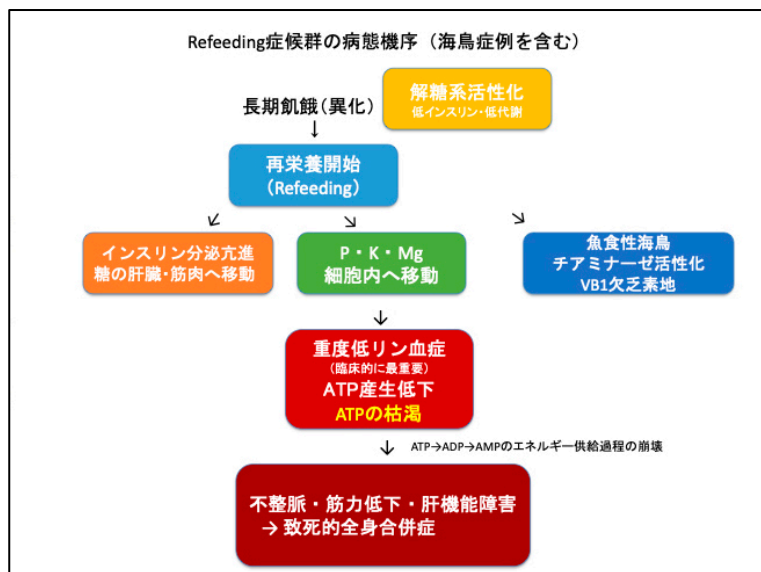 Refeeding症候群の病態機序（海鳥症例を含む）
解糖系活性化
低インスリン・低代謝
長期飢餓（異化）
↓
再栄養開始
（Refeeding）
インスリン分泌亢進
糖の肝臓・筋肉へ移動
P・K・Mg
細胞内へ移動
魚食性海鳥
チアミナーゼ活性化
VB1欠乏素地
重度低リン血症
（臨床的に最重要）
ATP産生低下
ATPの枯渇
ATP→ADP→AMPのエネルギー供給過程の崩壊
不整脈・筋力低下・肝機能障害
→ 致死的全身合併症